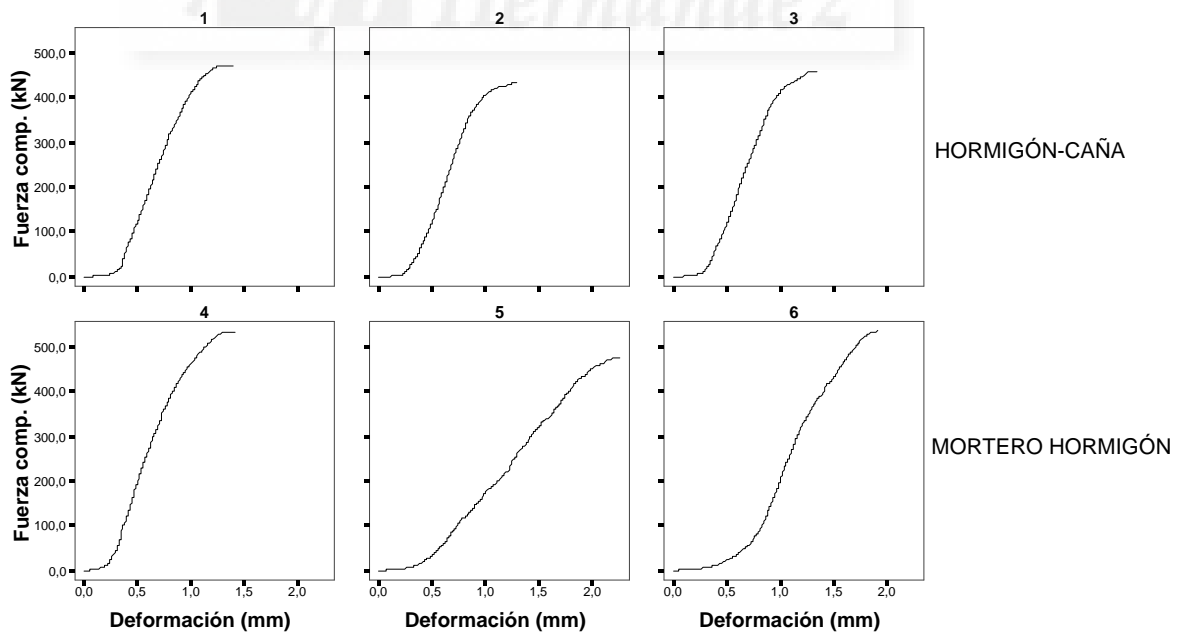 Hernández
1 2 3
Fuerza comp. (kN)
500,0
400,0
300,0
200,0
100,0
0,0
HORMIGÓN-CAÑA
4 5 6
Fuerza comp. (kN)
500,0
400,0
300,0
200,0
100,0
0,0
MORTERO HORMIGÓN
0,0 0,5 1,0 1,5 2,0 0,0 0,5 1,0 1,5 2,0 0,0 0,5 1,0 1,5 2,0
Deformación (mm) Deformación (mm) Deformación (mm)